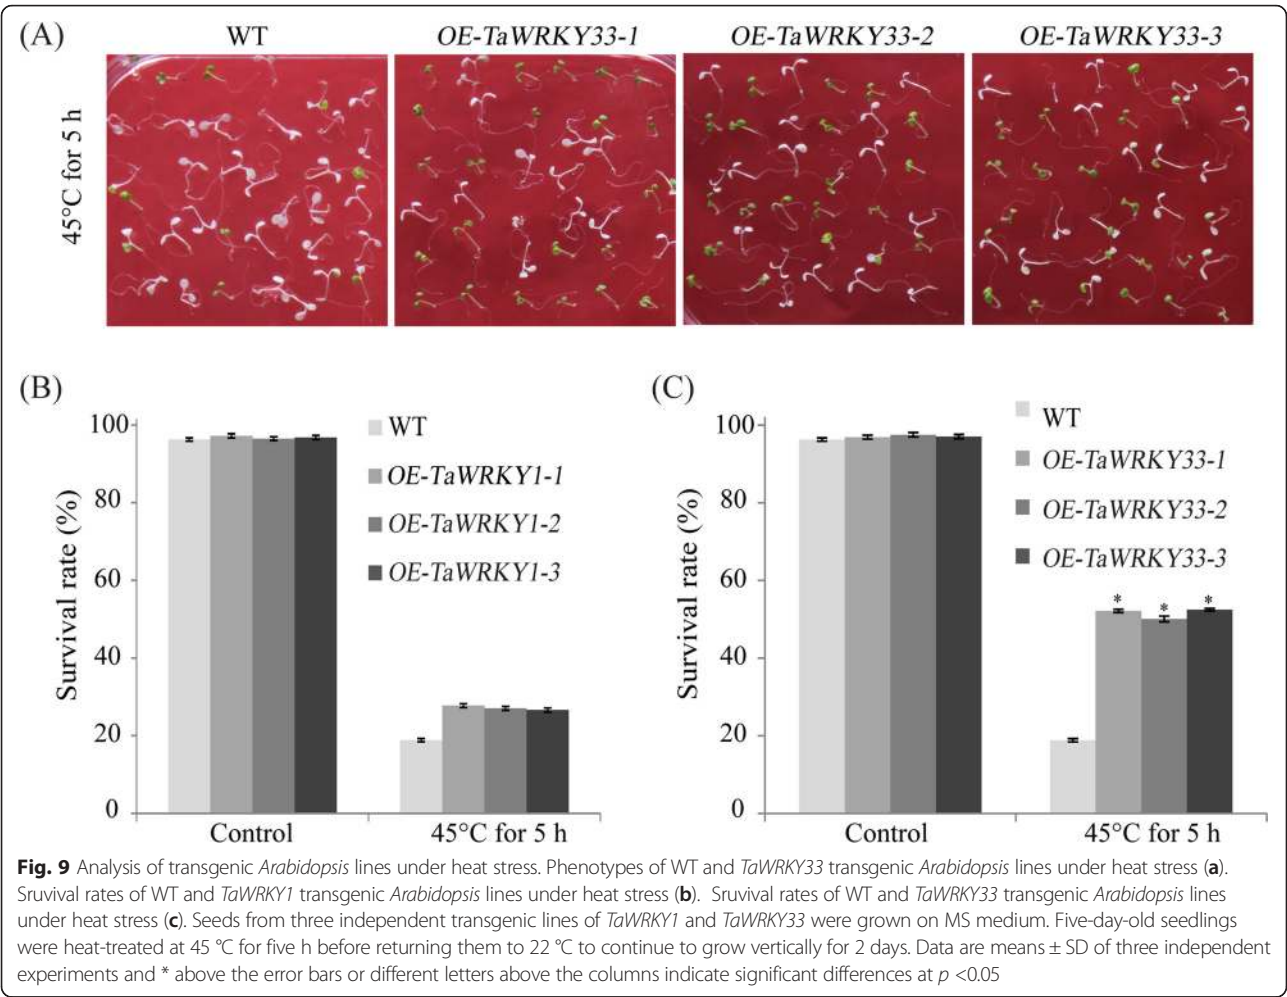 (A)
WT OE-TaWRKY33-1 OE-TaWRKY33-2 OE-TaWRKY33-3
45°C for 5 h
(B)
Survival rate (%)
100
80
60
40
20
0
WT
OE-TaWRKY1-1
OE-TaWRKY1-2
OE-TaWRKY1-3
Control 45°C for 5 h
(C)
Survival rate (%)
100
80
60
40
20
0
WT
OE-TaWRKY33-1
OE-TaWRKY33-2
OE-TaWRKY33-3
* * *
Control 45°C for 5 h
Fig. 9 Analysis of transgenic Arabidopsis lines under heat stress. Phenotypes of WT and TaWRKY33 transgenic Arabidopsis lines under heat stress (a).
Sruvival rates of WT and TaWRKY1 transgenic Arabidopsis lines under heat stress (b). Sruvival rates of WT and TaWRKY33 transgenic Arabidopsis lines
under heat stress (c). Seeds from three independent transgenic lines of TaWRKY1 and TaWRKY33 were grown on MS medium. Five-day-old seedlings
were heat-treated at 45 °C for five h before returning them to 22 °C to continue to grow vertically for 2 days. Data are means ± SD of three independent
experiments and * above the error bars or different letters above the columns indicate significant differences at p <0.05